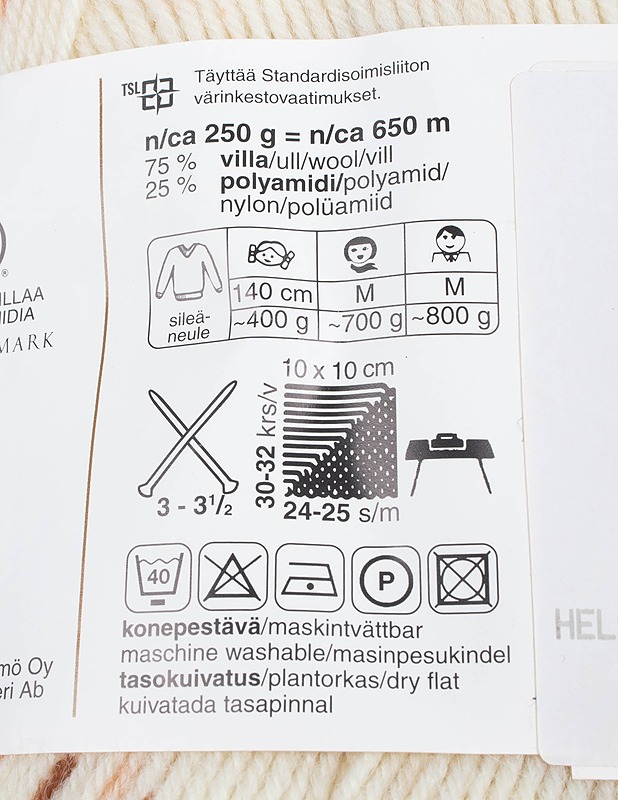 TSL
Täyttää Standardisoimisliiton
värinkestovaatimukset.
n/ca 250 g = n/ca 650 m
75 % villa/ull/wool/vill
25 % polyamidi/polyamid/
nylon/polüamiid
sileä-
neule
140 cm M M
~400 g ~700 g ~800 g
10 x 10 cm
30-32 krs/v
3 - 3½
24-25 s/m
40
P
konepestävä/maskintvättbar
maschine washable/masinpesukindel
tasokuivatus/plantorkas/dry flat
kuivatada tasapinnal
®
ILLAA
IIDIA
MARK
mö Oy
eri Ab
HEL